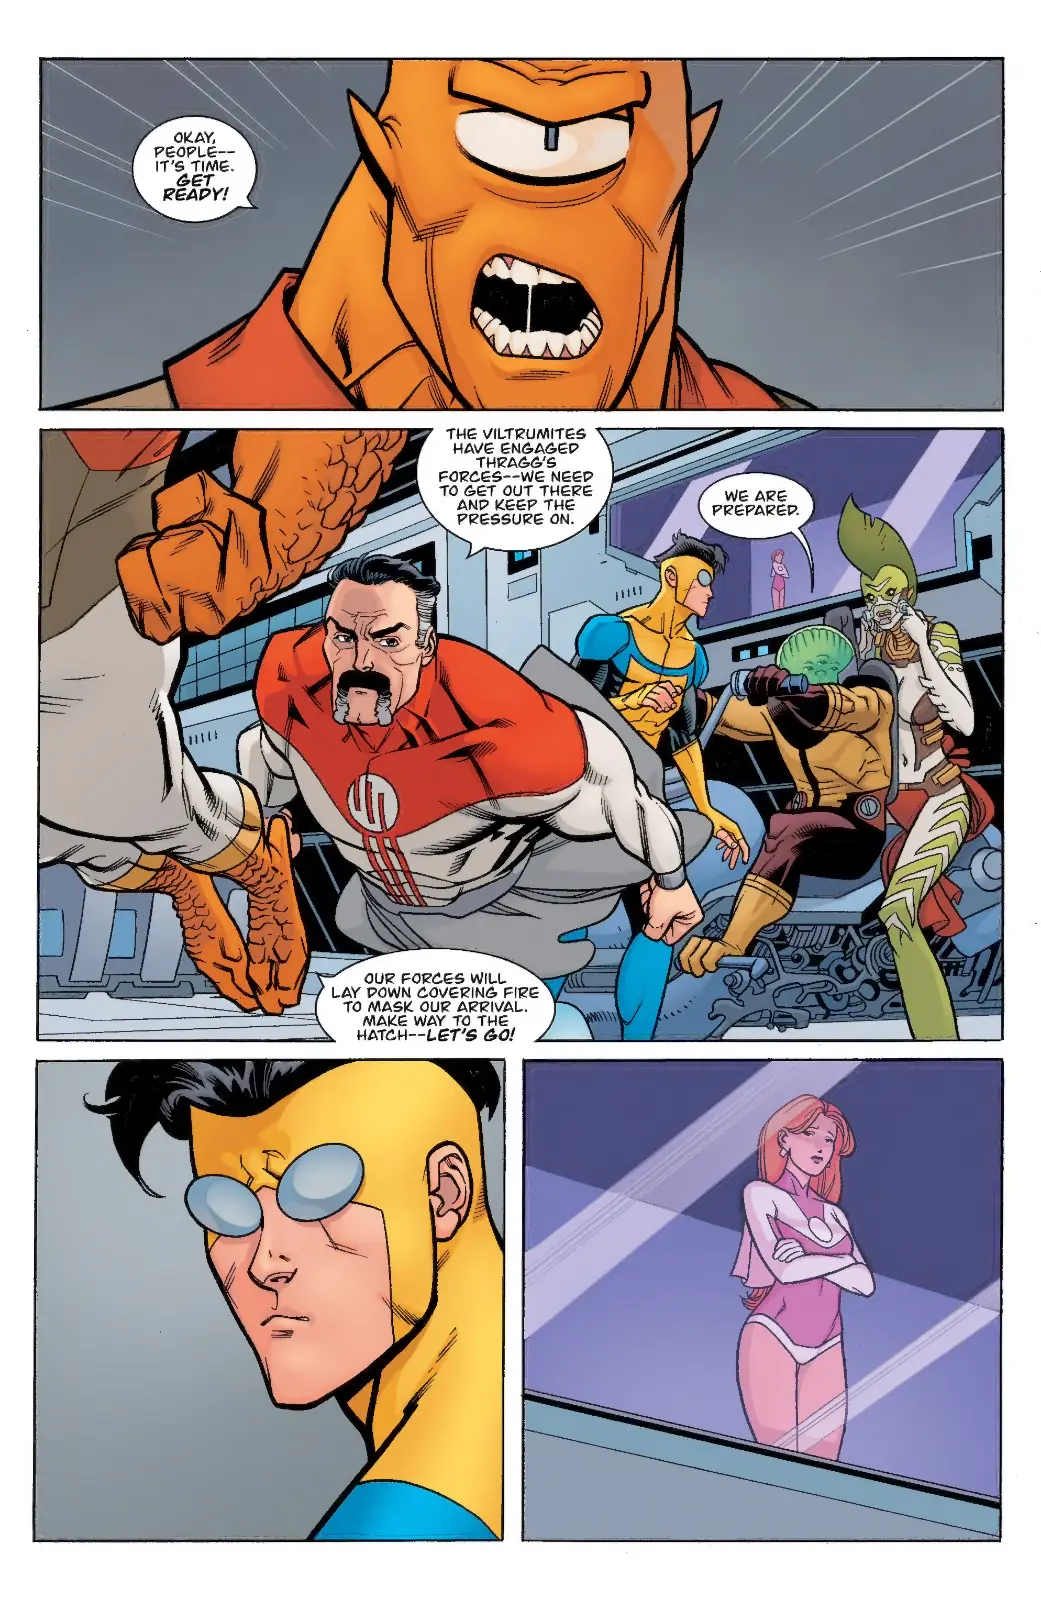 OKAY,
PEOPLE--
IT'S TIME.
GET
READY!
THE VILTRUMITES
HAVE ENGAGED
THRAGG'S
FORCES--WE NEED
TO GET OUT THERE
AND KEEP THE
PRESSURE ON.
WE ARE
PREPARED.
OUR FORCES WILL
LAY DOWN COVERING FIRE
TO MASK OUR ARRIVAL.
MAKE WAY TO THE
HATCH--LET'S GO!